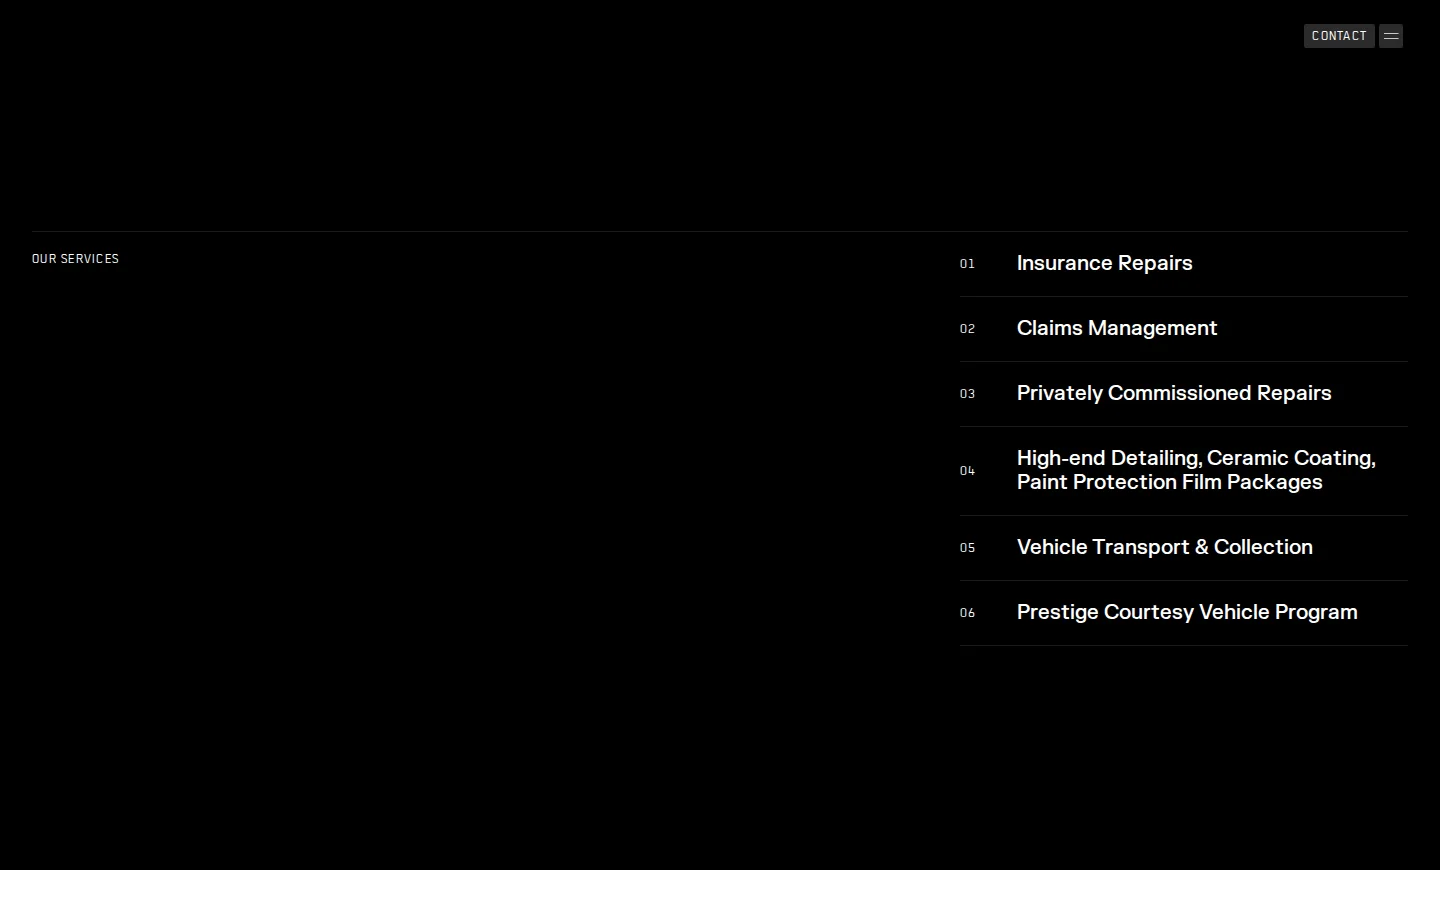 CONTACT
OUR SERVICES
01 Insurance Repairs
02 Claims Management
03 Privately Commissioned Repairs
04 High-end Detailing, Ceramic Coating,
Paint Protection Film Packages
05 Vehicle Transport & Collection
06 Prestige Courtesy Vehicle Program